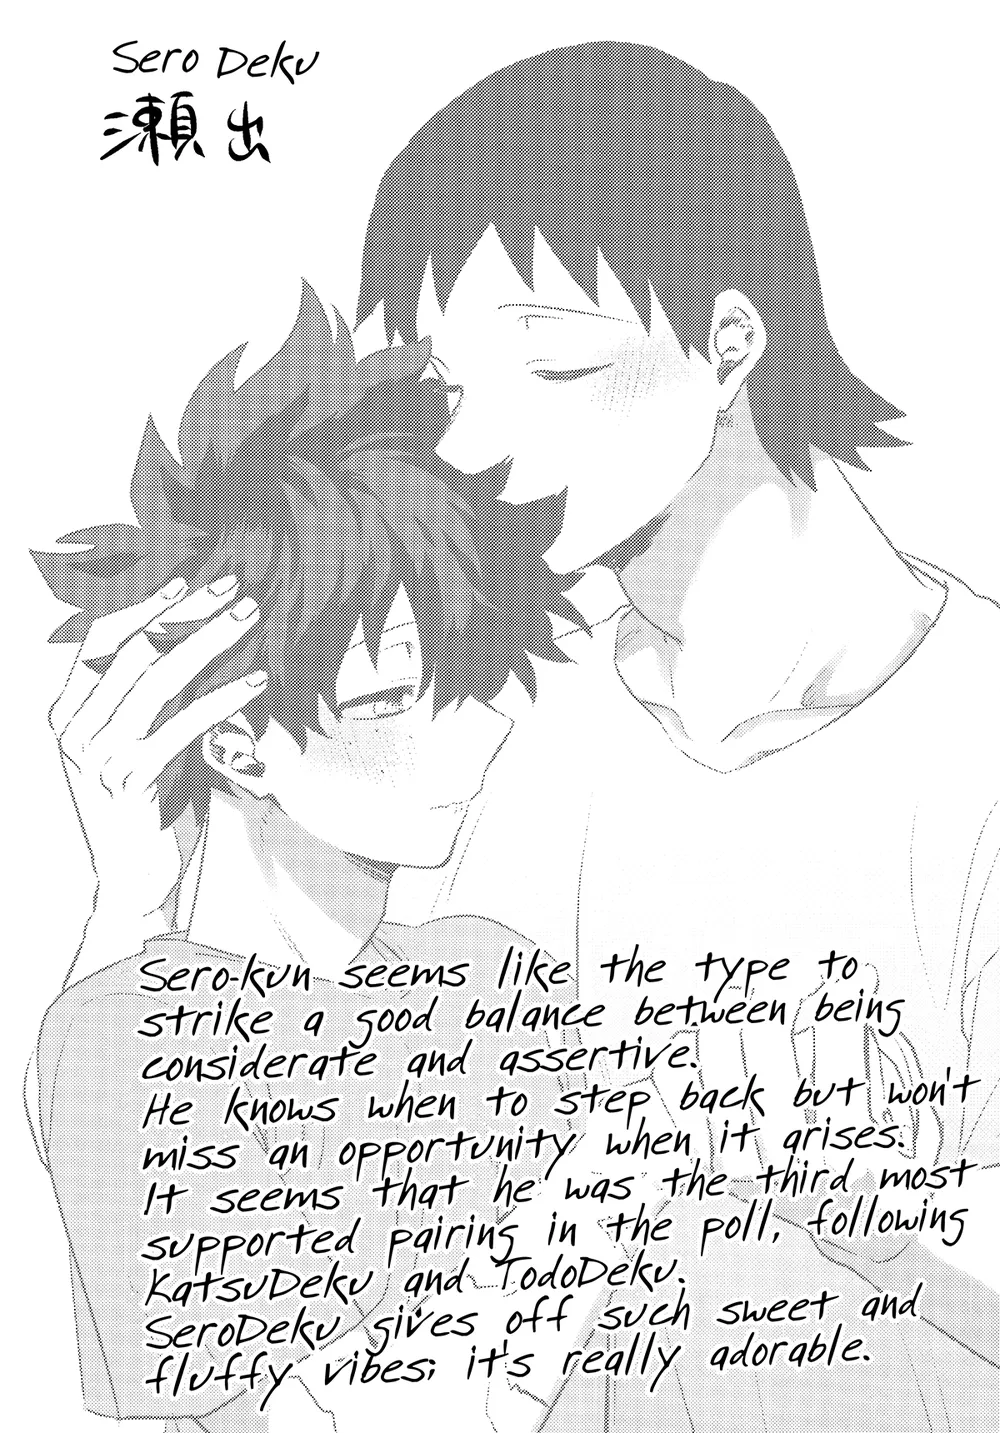 Sero Deku
瀬出
Sero-kun seems like the type to
strike a good balance between being
considerate and assertive.
He knows when to step back but won't
miss an opportunity when it arises.
It seems that he was the third most
supported pairing in the poll, following
KatsuDeku and TodoDeku.
SeroDeku gives off such sweet and
fluffy vibes; it's really adorable.